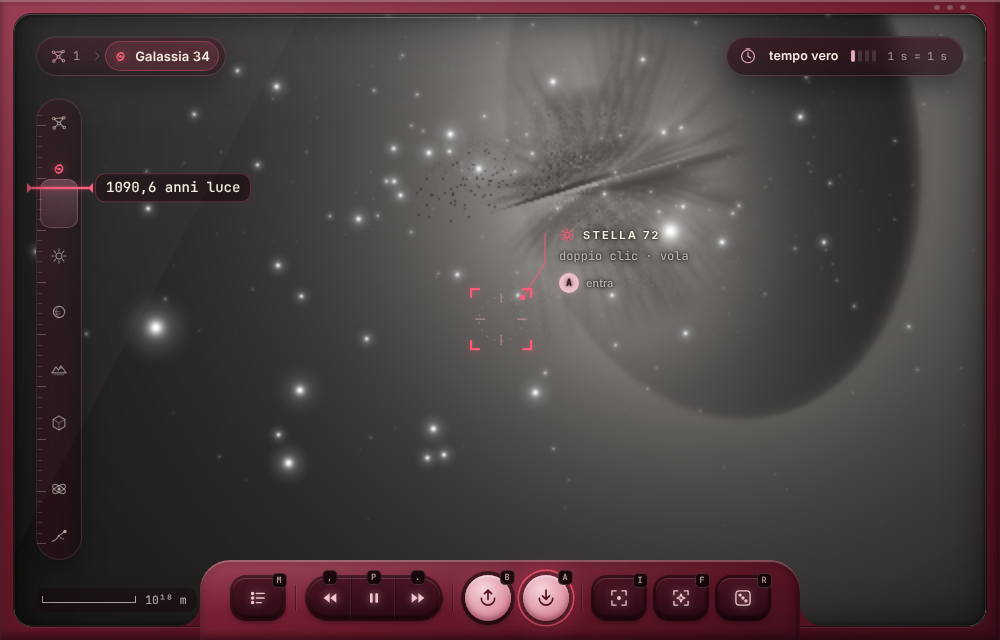 1 Galassia 34
tempo vero 1 s = 1 s
1090,6 anni luce
STELLA 72
doppio clic · vola
A entra
10¹⁸ m
M , P . B A I F R